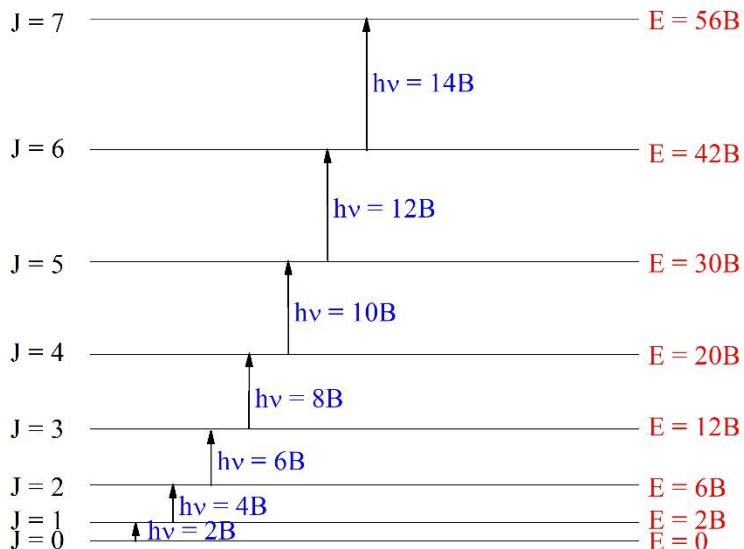 J = 7 E = 56B
hν = 14B
J = 6 E = 42B
hν = 12B
J = 5 E = 30B
hν = 10B
J = 4 E = 20B
hν = 8B
J = 3 E = 12B
hν = 6B
J = 2 E = 6B
hν = 4B
J = 1 E = 2B
hν = 2B
J = 0 E = 0